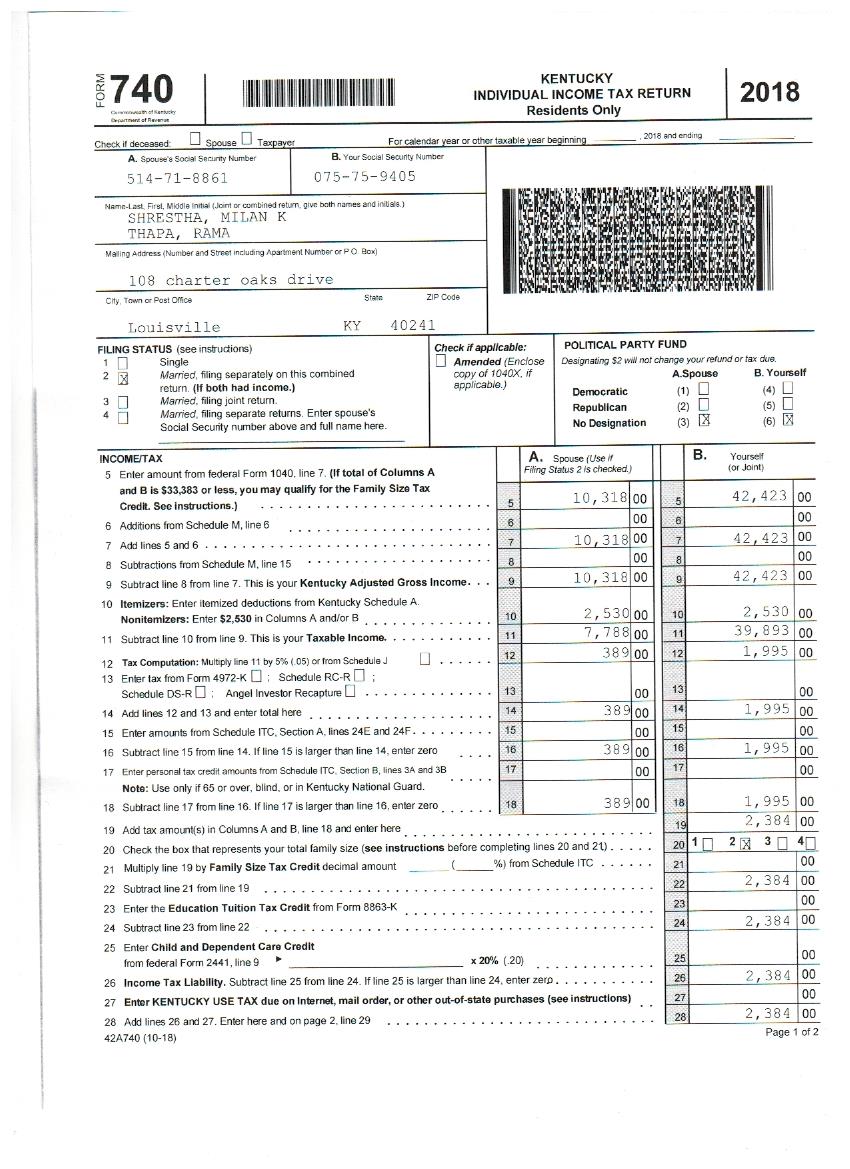 FORM 740
Commonwealth of Kentucky
Department of Revenue
KENTUCKY
INDIVIDUAL INCOME TAX RETURN
Residents Only
2018
Check if deceased: Spouse Taxpayer For calendar year or other taxable year beginning , 2018 and ending
A. Spouse's Social Security Number B. Your Social Security Number
514-71-8861 075-75-9405
Name-Last, First, Middle Initial (Joint or combined return, give both names and initials.)
SHRESTHA, MILAN K
THAPA, RAMA
Mailing Address (Number and Street including Apartment Number or P.O. Box)
108 charter oaks drive
City, Town or Post Office State ZIP Code
Louisville KY 40241
FILING STATUS (see instructions)
1 Single
2 X Married, filing separately on this combined
return. (If both had income.)
3 Married, filing joint return.
4 Married, filing separate returns. Enter spouse's
Social Security number above and full name here.
Check if applicable:
Amended (Enclose
copy of 1040X, if
applicable.)
POLITICAL PARTY FUND
Designating $2 will not change your refund or tax due.
A.Spouse B. Yourself
Democratic (1) (4)
Republican (2) (5)
No Designation (3) X (6) X
INCOME/TAX
A. Spouse (Use if
Filing Status 2 is checked.)
B. Yourself
(or Joint)
5 Enter amount from federal Form 1040, line 7. (If total of Columns A
and B is $33,383 or less, you may qualify for the Family Size Tax
Credit. See instructions.) 5 10,318 00 5 42,423 00
6 Additions from Schedule M, line 6 6 00 6 00
7 Add lines 5 and 6 7 10,318 00 7 42,423 00
8 Subtractions from Schedule M, line 15 8 00 8 00
9 Subtract line 8 from line 7. This is your Kentucky Adjusted Gross Income. 9 10,318 00 9 42,423 00
10 Itemizers: Enter itemized deductions from Kentucky Schedule A.
Nonitemizers: Enter $2,530 in Columns A and/or B 10 2,530 00 10 2,530 00
11 Subtract line 10 from line 9. This is your Taxable Income. 11 7,788 00 11 39,893 00
12 Tax Computation: Multiply line 11 by 5% (.05) or from Schedule J 12 389 00 12 1,995 00
13 Enter tax from Form 4972-K ; Schedule RC-R ;
Schedule DS-R ; Angel Investor Recapture 13 00 13 00
14 Add lines 12 and 13 and enter total here 14 389 00 14 1,995 00
15 Enter amounts from Schedule ITC, Section A, lines 24E and 24F 15 00 15 00
16 Subtract line 15 from 14. If line 15 is larger than line 14, enter zero 16 389 00 16 1,995 00
17 Enter personal tax credit amounts from Schedule ITC, Section B, lines 3A and 3B 17 00 17 00
Note: Use only if 65 or over, blind, or in Kentucky National Guard.
18 Subtract line 17 from 16. If line 17 is larger than line 16, enter zero 18 389 00 18 1,995 00
19 Add tax amount(s) in Columns A and B, line 18 and enter here 19 2,384 00
20 Check the box that represents your total family size (see instructions before completing lines 20 and 21) 20 1 2 X 3 4
21 Multiply line 19 by Family Size Tax Credit decimal amount ( %) from Schedule ITC 21 00
22 Subtract line 21 from line 19 22 2,384 00
23 Enter the Education Tuition Tax Credit from Form 8863-K 23 00
24 Subtract line 23 from line 22 24 2,384 00
25 Enter Child and Dependent Care Credit
from federal Form 2441, line 9 x 20% (.20) 25 00
26 Income Tax Liability. Subtract line 25 from line 24. If line 25 is larger than line 24, enter zero 26 2,384 00
27 Enter KENTUCKY USE TAX due on Internet, mail order, or other out-of-state purchases (see instructions) 27 00
28 Add lines 26 and 27. Enter here and on page 2, line 29 28 2,384 00
42A740 (10-18) Page 1 of 2